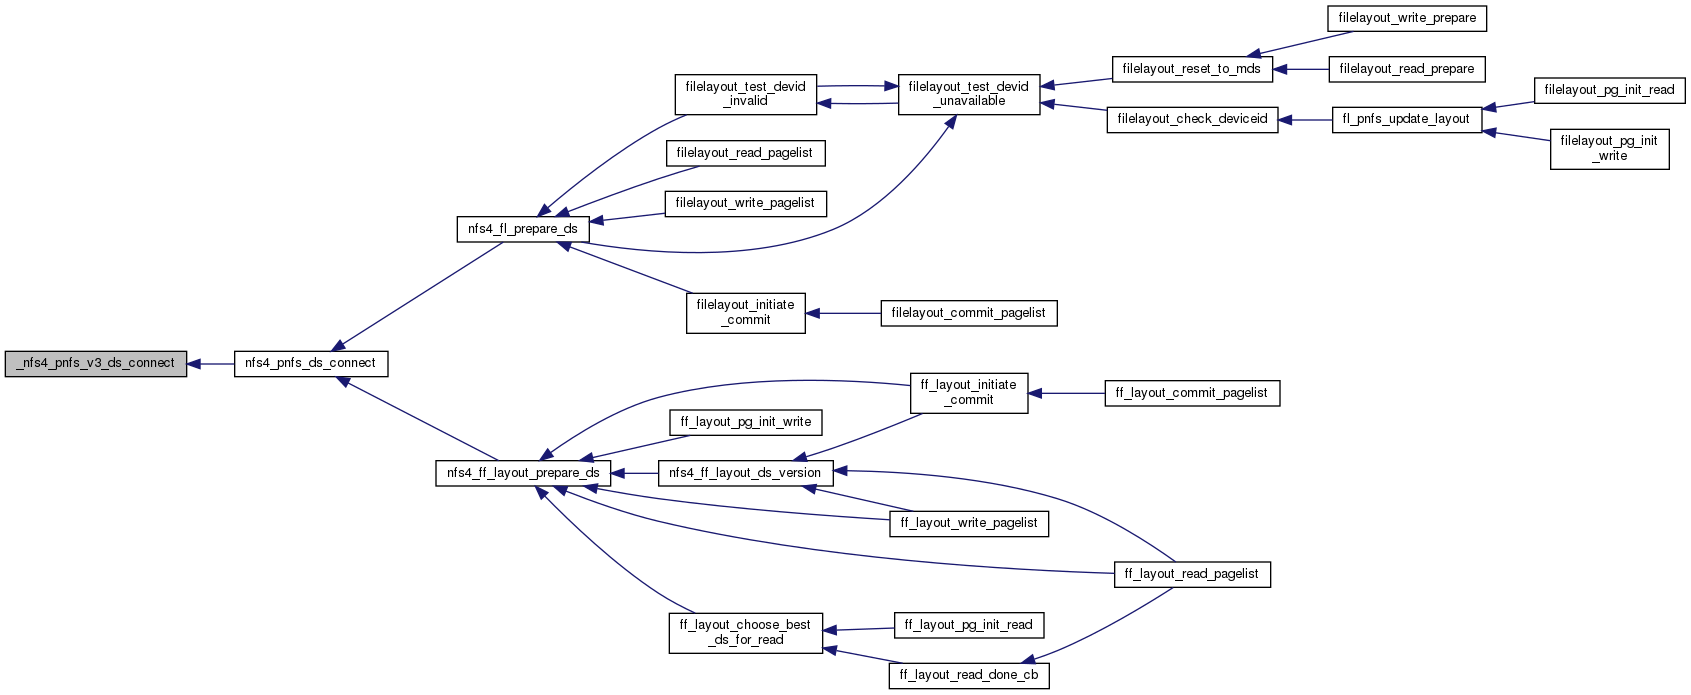 filelayout_write_prepare
filelayout_reset_to_mds
filelayout_read_prepare
filelayout_test_devid
_invalid
filelayout_test_devid
_unavailable
filelayout_pg_init_read
filelayout_check_deviceid
fl_pnfs_update_layout
filelayout_pg_init
_write
filelayout_read_pagelist
filelayout_write_pagelist
nfs4_fl_prepare_ds
filelayout_initiate
_commit
filelayout_commit_pagelist
_nfs4_pnfs_v3_ds_connect
nfs4_pnfs_ds_connect
ff_layout_initiate
_commit
ff_layout_commit_pagelist
ff_layout_pg_init_write
nfs4_ff_layout_prepare_ds
nfs4_ff_layout_ds_version
ff_layout_write_pagelist
ff_layout_read_pagelist
ff_layout_choose_best
_ds_for_read
ff_layout_pg_init_read
ff_layout_read_done_cb